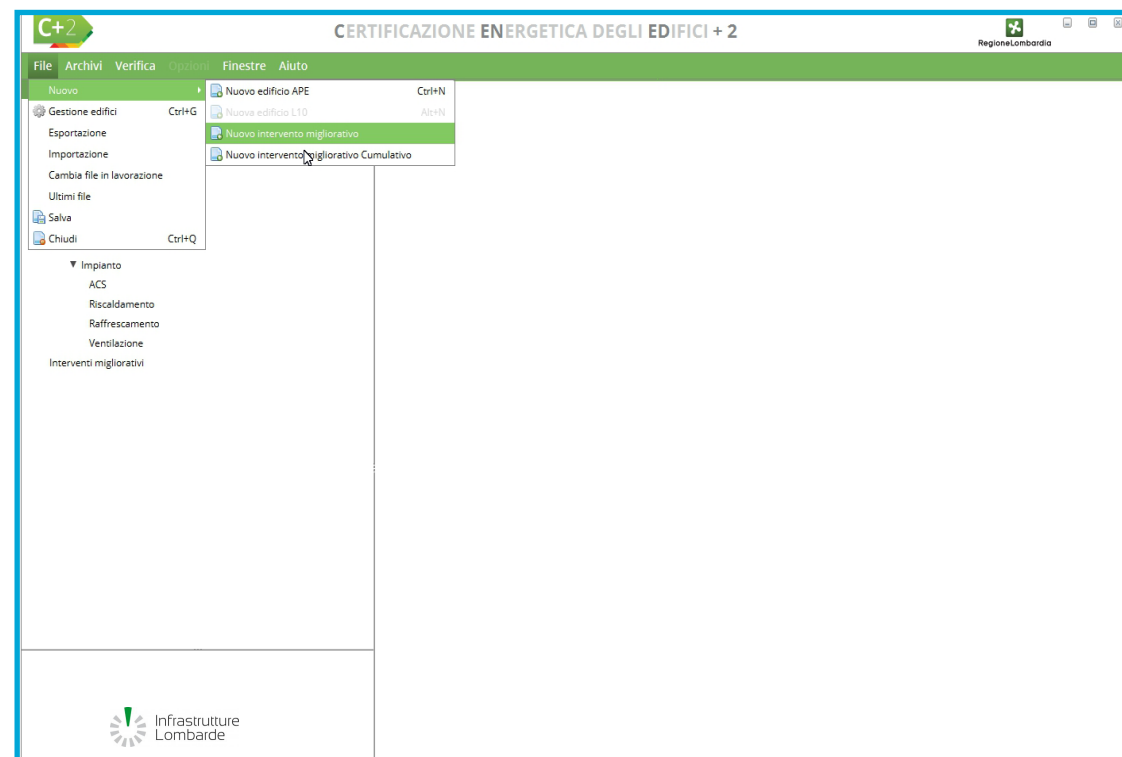 C+2
CERTIFICAZIONE ENERGETICA DEGLI EDIFICI + 2
RegioneLombardia
File Archivi Verifica Opzioni Finestre Aiuto
Nuovo
Nuovo edificio APE Ctrl+N
Gestione edifici Ctrl+G
Nuovo edificio L10 Alt+N
Esportazione
Nuovo intervento migliorativo
Importazione
Nuovo intervento migliorativo Cumulativo
Cambia file in lavorazione
Ultimi file
Salva
Chiudi Ctrl+Q
Impianto
ACS
Riscaldamento
Raffrescamento
Ventilazione
Interventi migliorativi
Infrastrutture
Lombarde